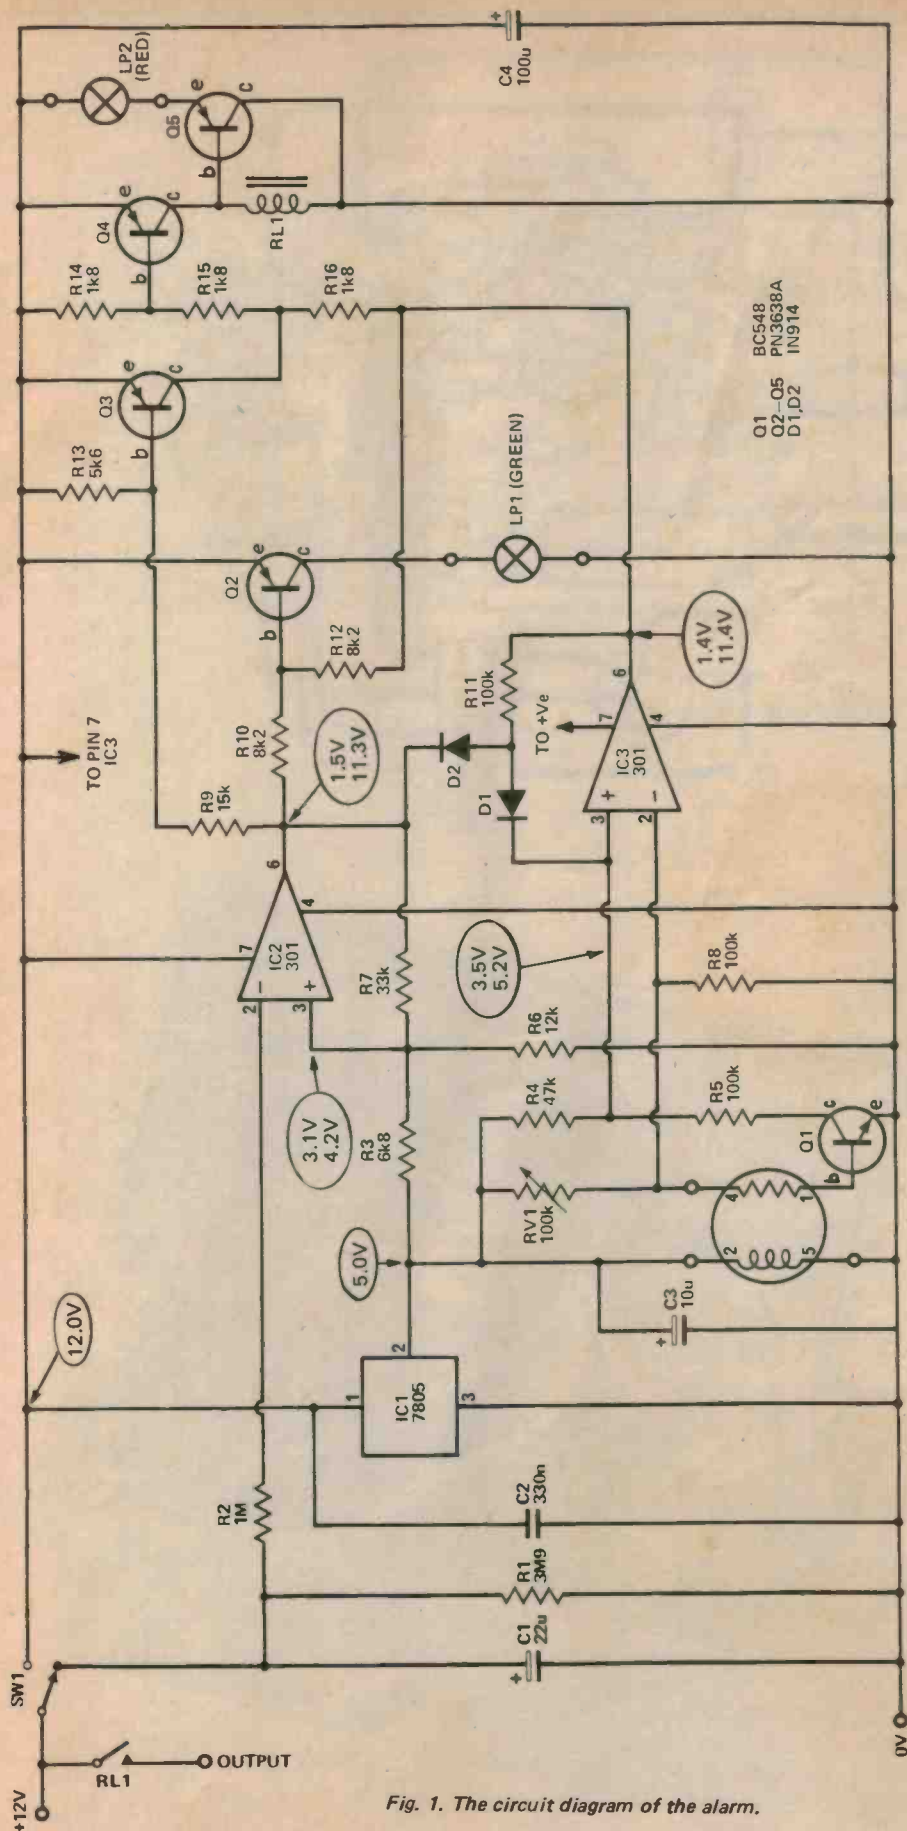 +12V
SW1
RL1
OUTPUT
0V
C1
22u
+
R1
3M9
R2
1M
C2
330n
12.0V
IC1
7805
1
2
3
5.0V
C3
10u
+
RV1
100k
2
5
4
1
Q1
b
c
e
R3
6k8
R4
47k
R5
100k
3.1V
4.2V
R6
12k
R7
33k
R8
100k
IC2
301
2
3
7
4
6
-
+
3.5V
5.2V
TO PIN 7
IC3
R9
15k
R10
8k2
1.5V
11.3V
D1
D2
IC3
301
3
2
+
-
7
4
6
TO +Ve
R11
100k
1.4V
11.4V
R12
8k2
Q2
b
e
c
LP1 (GREEN)
R13
5k6
Q3
b
e
c
R14
1k8
R15
1k8
R16
1k8
Q4
b
e
c
RL1
Q5
b
e
c
LP2
(RED)
C4
100u
+
Q1 BC548
Q2–Q5 PN3638A
D1,D2 IN914
Fig. 1. The circuit diagram of the alarm.